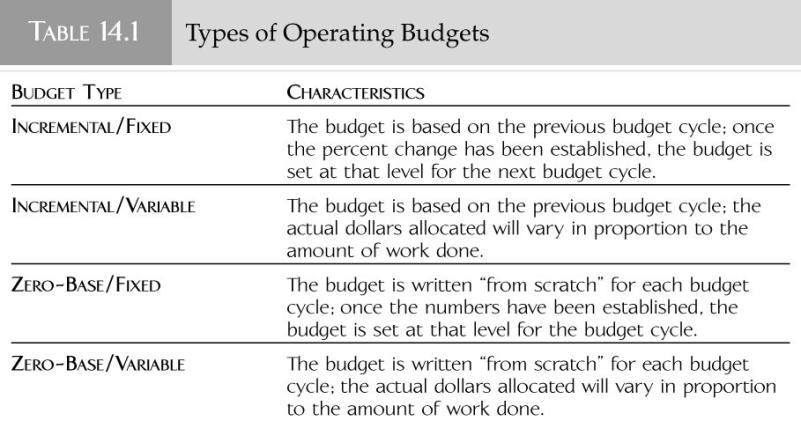 TABLE 14.1 Types of Operating Budgets
BUDGET TYPE CHARACTERISTICS
INCREMENTAL/FIXED The budget is based on the previous budget cycle; once
the percent change has been established, the budget is
set at that level for the next budget cycle.
INCREMENTAL/VARIABLE The budget is based on the previous budget cycle; the
actual dollars allocated will vary in proportion to the
amount of work done.
ZERO-BASE/FIXED The budget is written “from scratch” for each budget
cycle; once the numbers have been established, the
budget is set at that level for the budget cycle.
ZERO-BASE/VARIABLE The budget is written “from scratch” for each budget
cycle; the actual dollars allocated will vary in proportion
to the amount of work done.